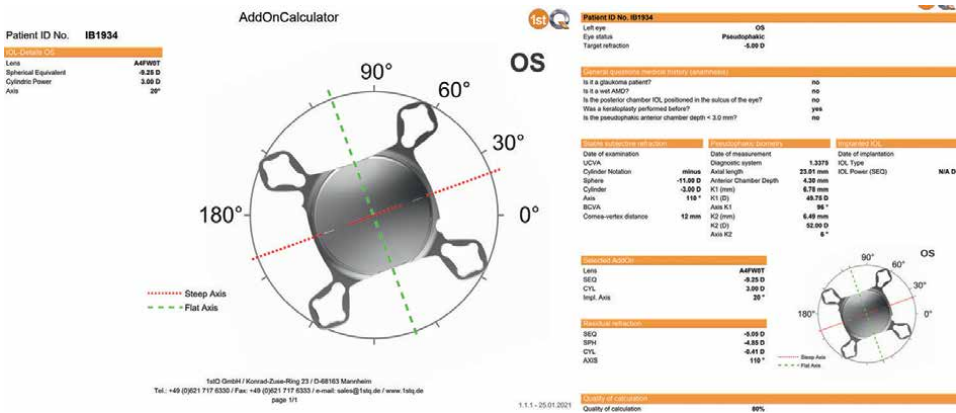 AddOnCalculator
Patient ID No. IB1934
IOL-Details OS
Lens A4FW0T
Spherical Equivalent -9.25 D
Cylindric Power 3.00 D
Axis 20°
OS
90°
60°
30°
0°
180°
Steep Axis
Flat Axis
1stQ GmbH / Konrad-Zuse-Ring 23 / D-68163 Mannheim
Tel.: +49 (0)621 717 6330 / Fax: +49 (0)621 717 6333 / e-mail: sales@1stq.de / www.1stq.de
page 1/1
1st Q
Patient ID No. IB1934
Left eye OS
Eye status Pseudophakic
Target refraction -5.00 D
General questions medical history (anamnesis)
Is it a glaukoma patient? no
Is it a wet AMD? no
Is the posterior chamber IOL positioned in the sulcus of the eye? no
Was a keratoplasty performed before? yes
Is the pseudophakic anterior chamber depth < 3.0 mm? no
Stable subjective refraction
Date of examination
UCVA
Cylinder Notation minus
Sphere -11.00 D
Cylinder -3.00 D
Axis 110 °
BCVA
Cornea-vertex distance 12 mm
Pseudophakic biometry
Date of measurement
Diagnostic system 1.3375
Axial length 23.01 mm
Anterior Chamber Depth 4.30 mm
K1 (mm) 6.78 mm
K1 (D) 49.78 D
Axis K1 96 °
K2 (mm) 6.49 mm
K2 (D) 52.00 D
Axis K2 6 °
Implanted IOL
Date of implantation
IOL Type
IOL Power (SEQ) N/A D
Selected AddOn
Lens A4FW0T
SEQ -9.25 D
CYL 3.00 D
Impl. Axis 20 °
Residual refraction
SEQ -5.05 D
SPH -4.85 D
CYL -0.41 D
AXIS 110 °
OS
90°
60°
30°
0°
180°
Steep Axis
Flat Axis
1.1.1 - 25.01.2021
Quality of calculation
Quality of calculation 80%